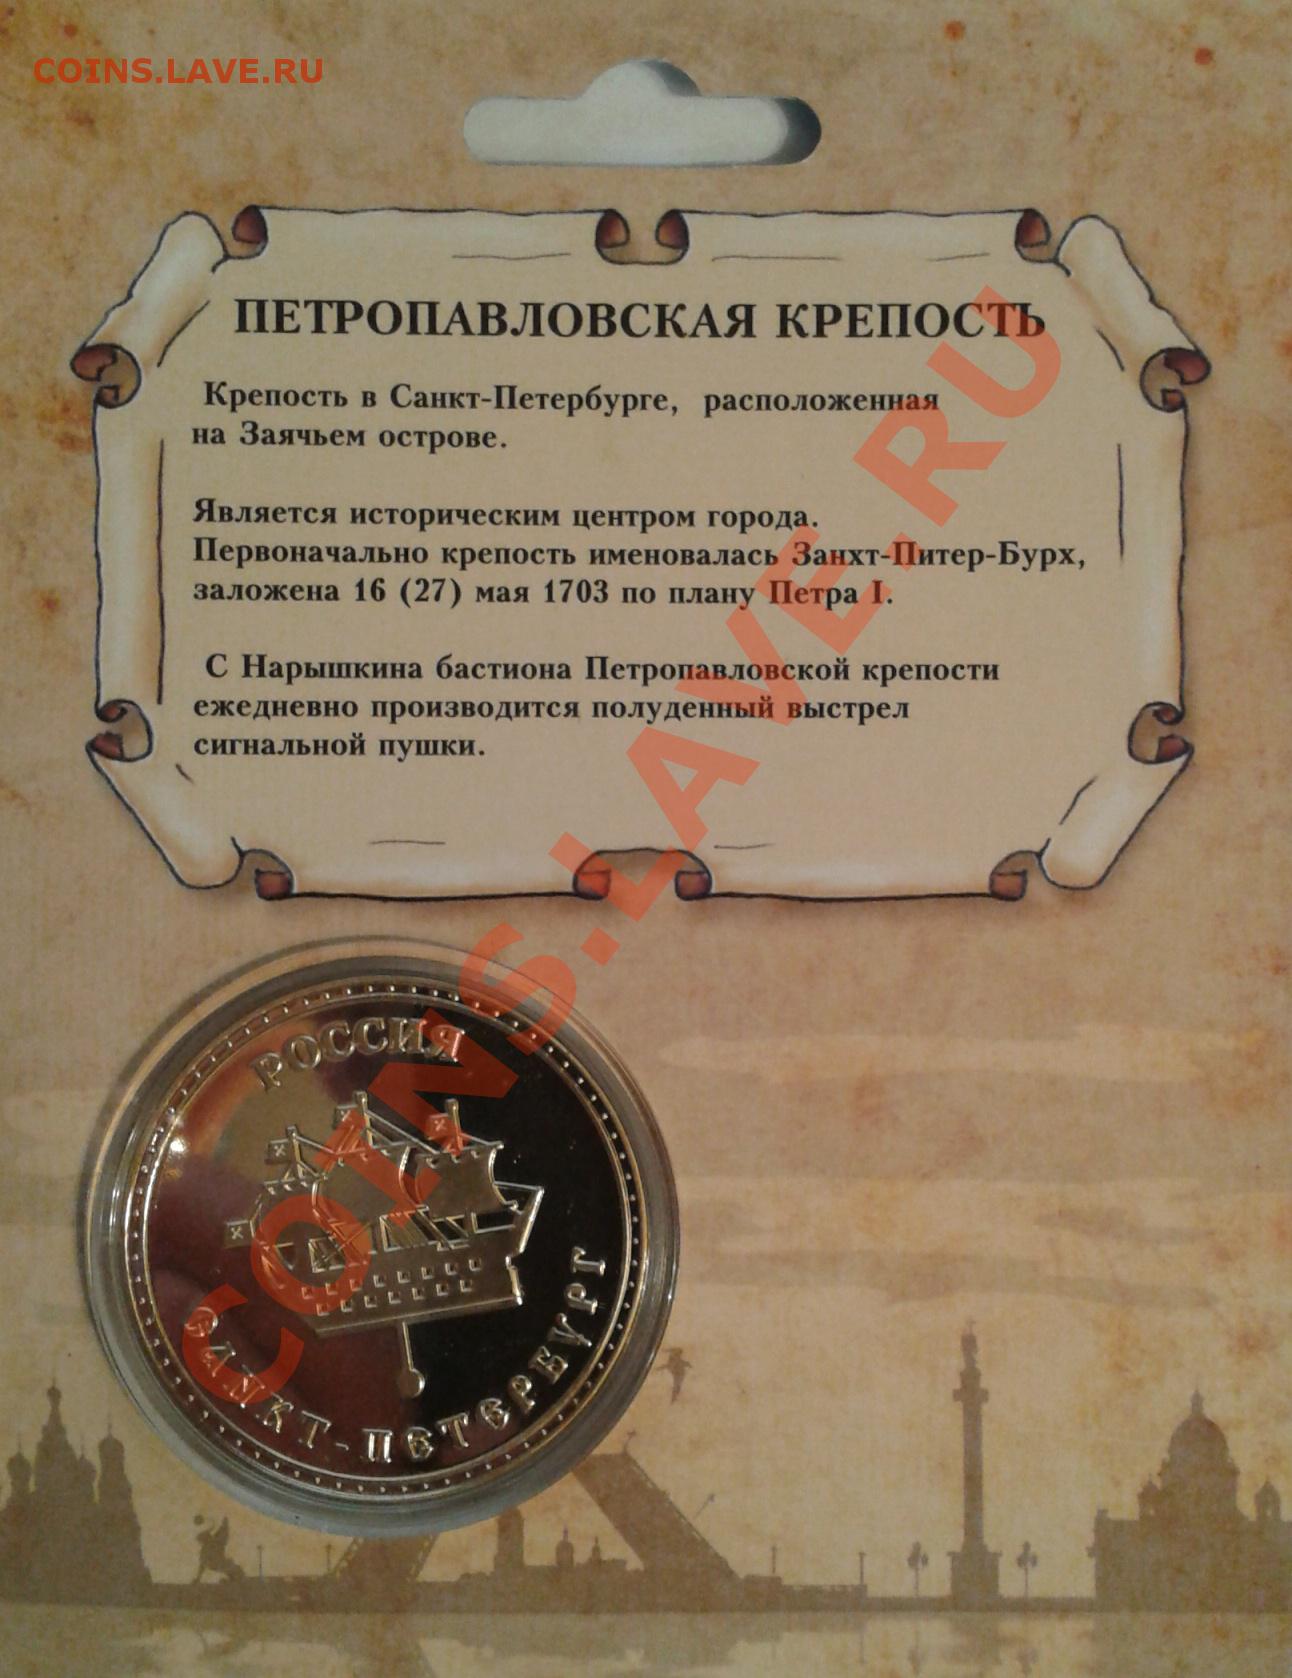 COINS.LAVE.RU
ПЕТРОПАВЛОВСКАЯ КРЕПОСТЬ
Крепость в Санкт-Петербурге, расположенная
на Заячьем острове.
Является историческим центром города.
Первоначально крепость именовалась Занхт-Питер-Бурх,
заложена 16 (27) мая 1703 по плану Петра I.
С Нарышкина бастиона Петропавловской крепости
ежедневно производится полуденный выстрел
сигнальной пушки.
COINS.LAVE.RU
РОССИЯ
САНКТ-ПЕТЕРБУРГ